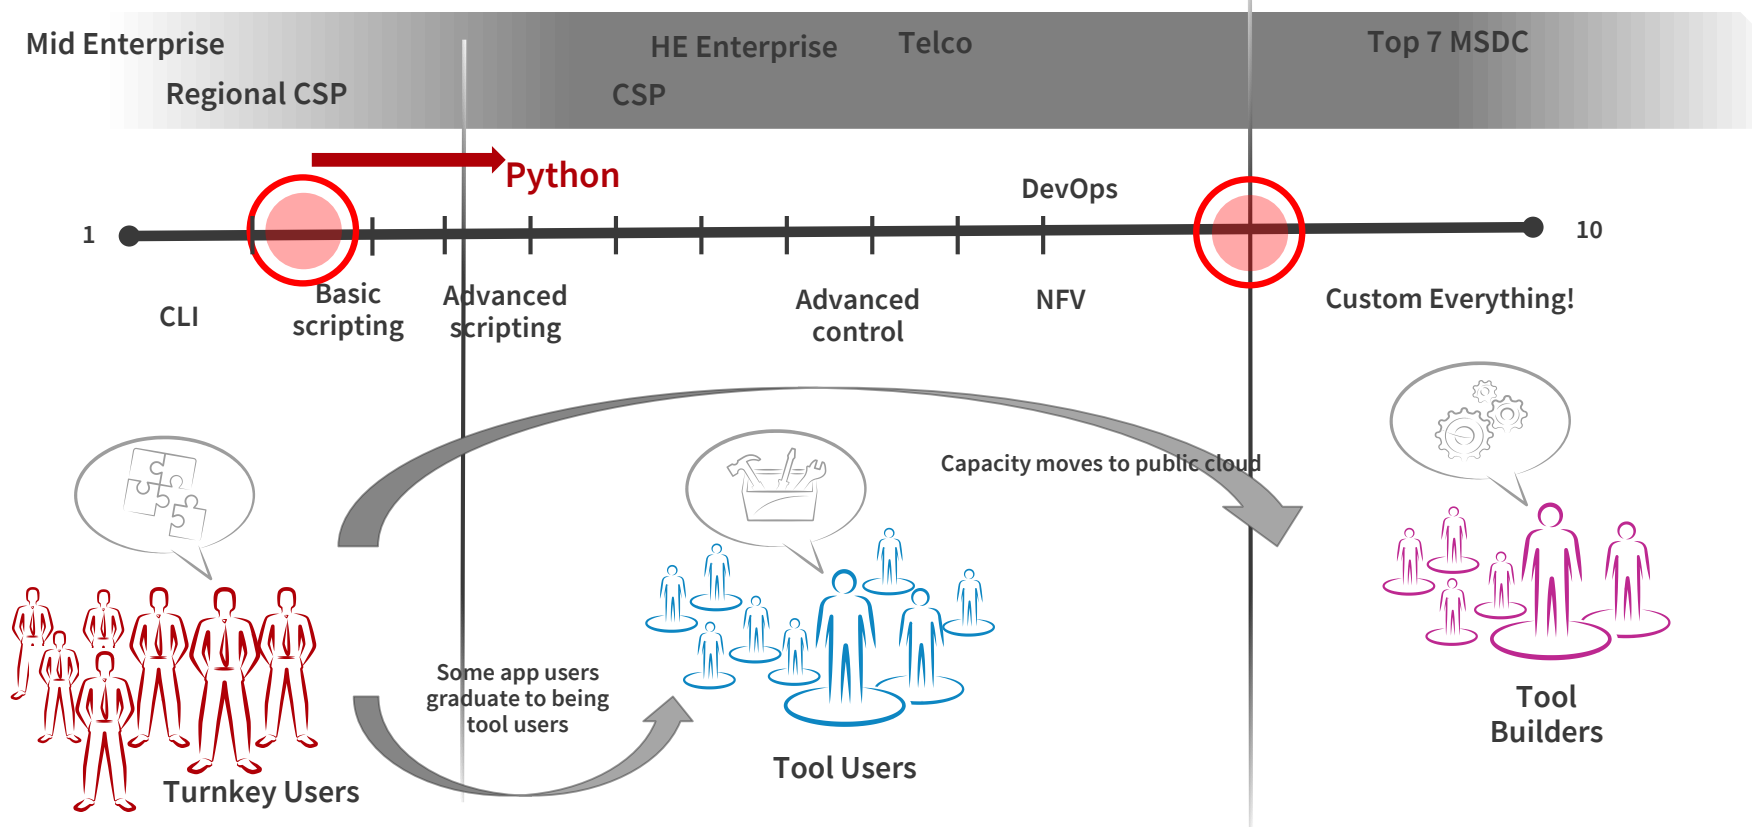 Mid Enterprise
HE Enterprise
Telco
Top 7 MSDC
Regional CSP
CSP
Python
DevOps
1
10
CLI
Basic
scripting
Advanced
scripting
Advanced
control
NFV
Custom Everything!
Capacity moves to public cloud
Some app users
graduate to being
tool users
Turnkey Users
Tool Users
Tool
Builders